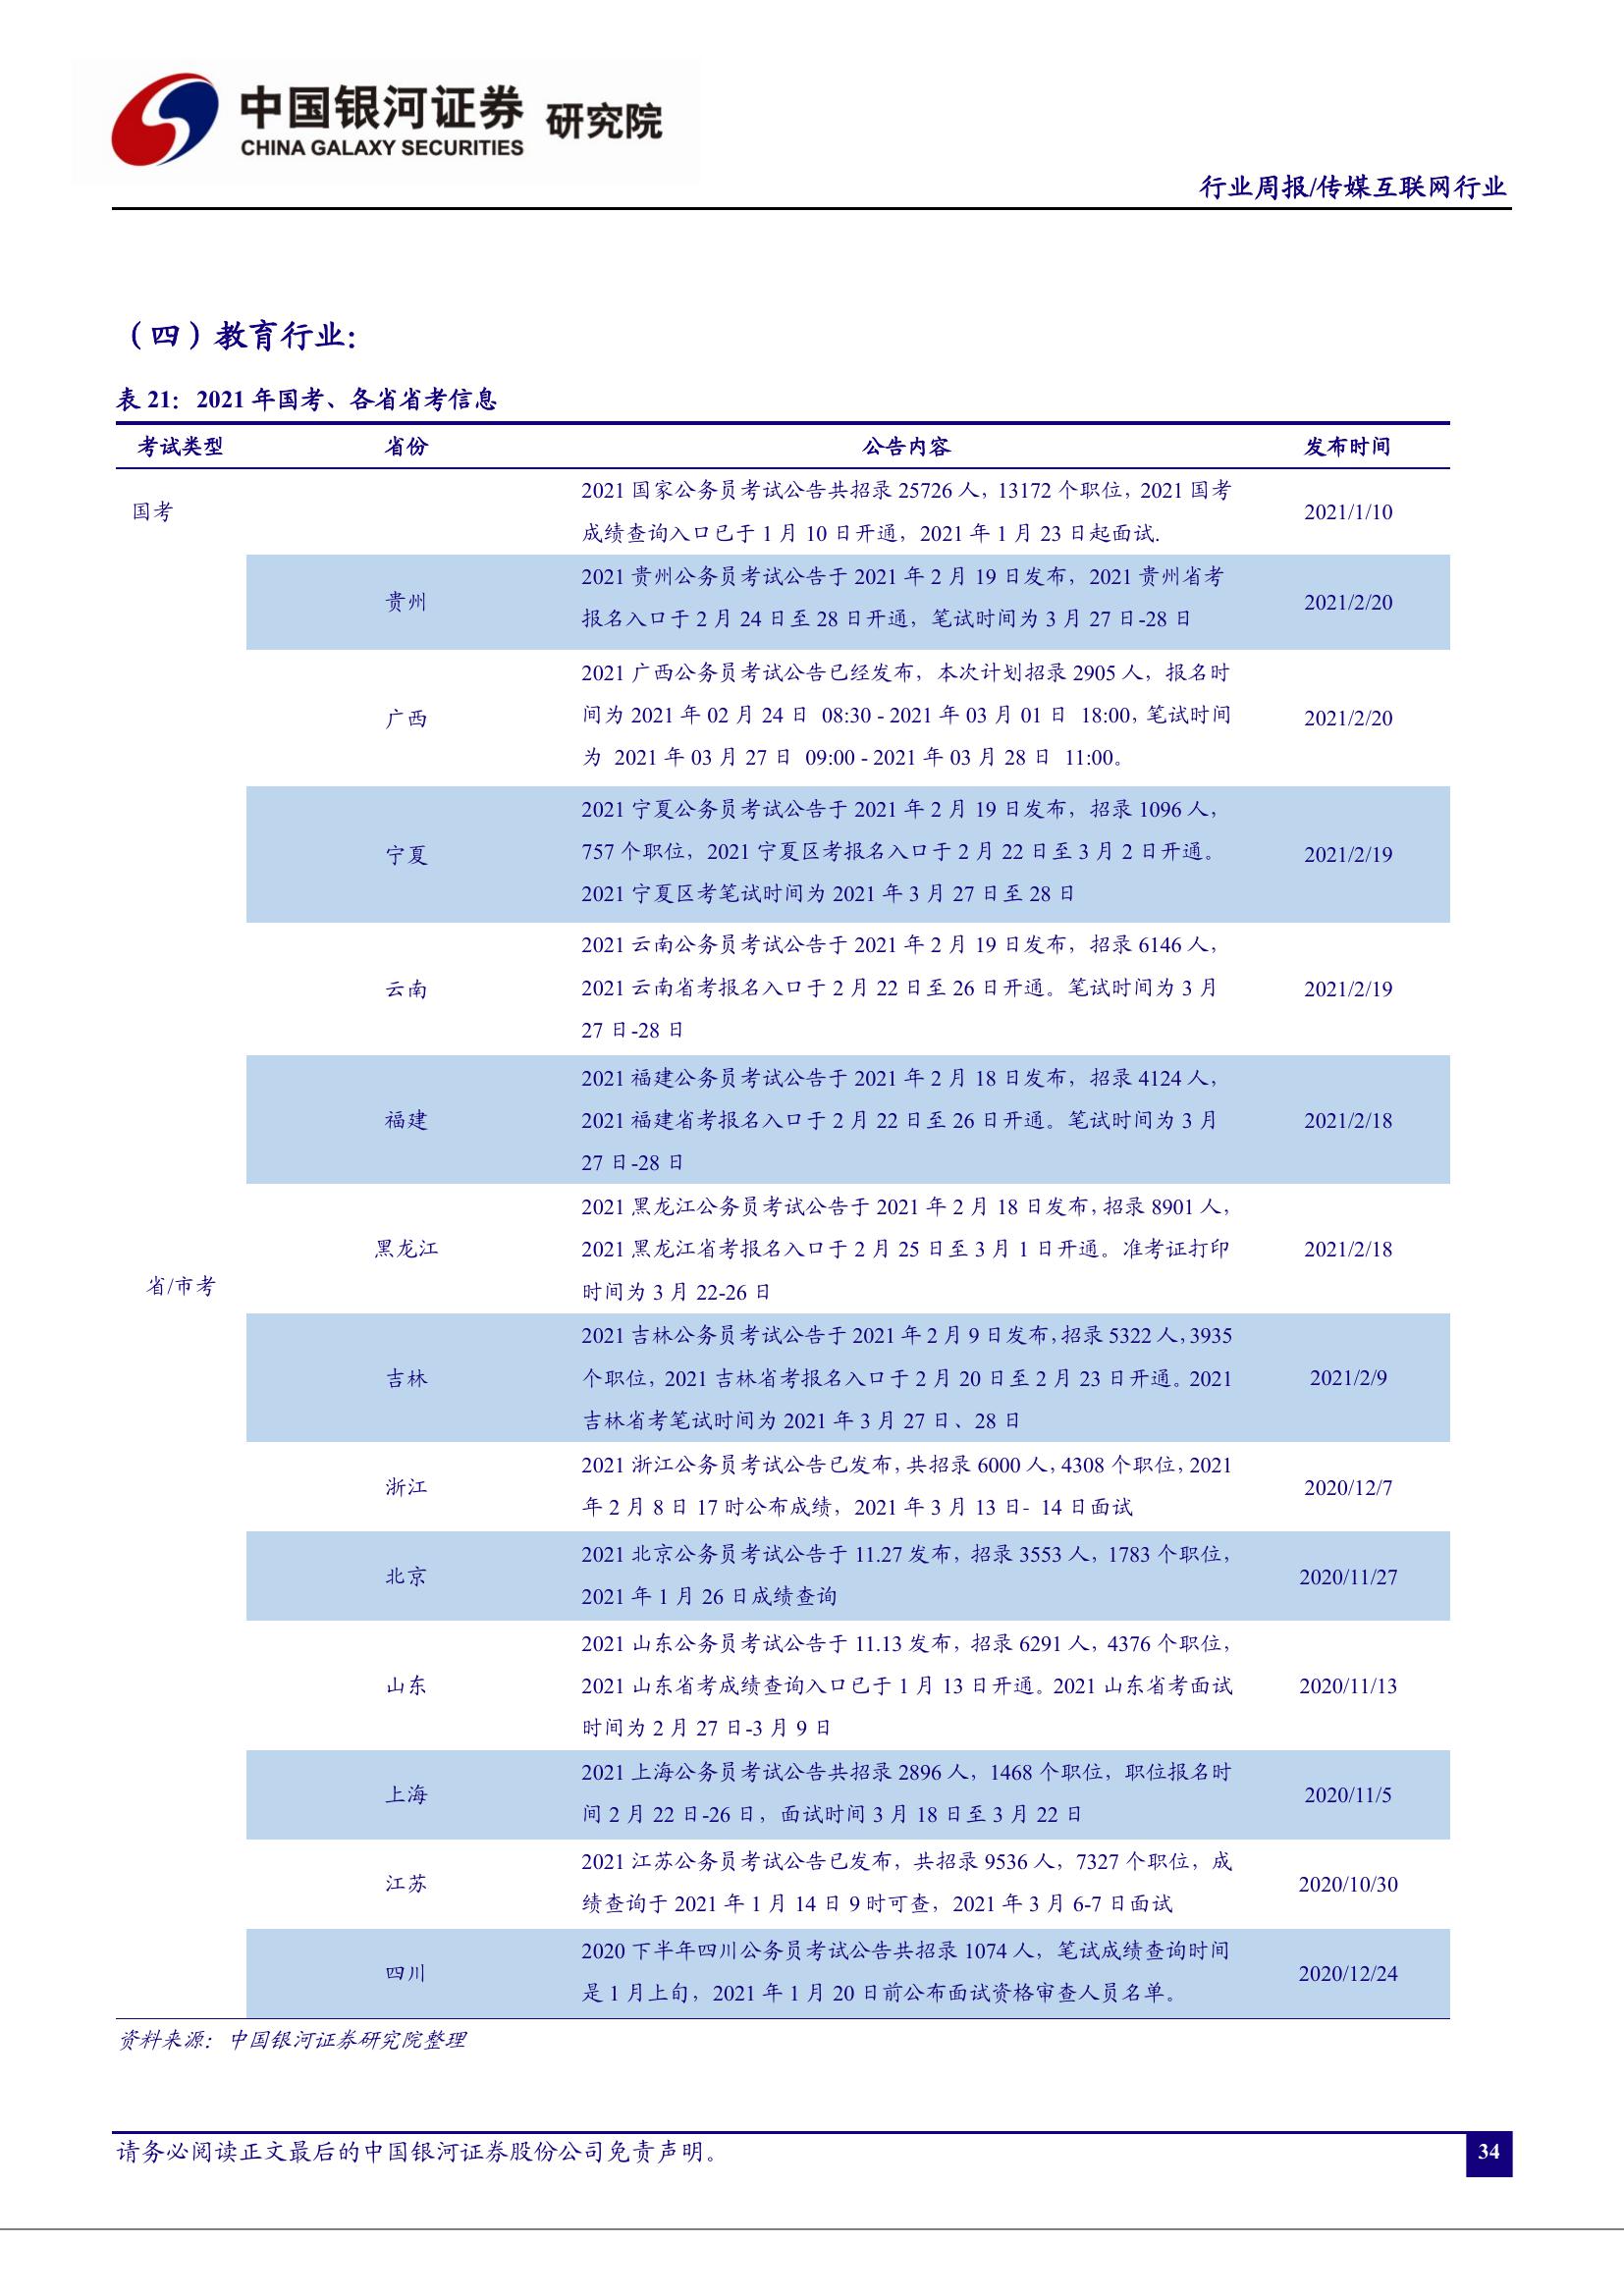 中国银河证券 研究院
CHINA GALAXY SECURITIES
行业周报/传媒互联网行业
（四）教育行业：
表 21：2021 年国考、各省省考信息
考试类型 省份 公告内容 发布时间
国考
2021 国家公务员考试公告共招录 25726 人，13172 个职位，2021 国考
成绩查询入口已于 1 月 10 日开通，2021 年 1 月 23 日起面试.
2021/1/10
省/市考
贵州
2021 贵州公务员考试公告于 2021 年 2 月 19 日发布，2021 贵州省考
报名入口于 2 月 24 日至 28 日开通，笔试时间为 3 月 27 日-28 日
2021/2/20
广西
2021 广西公务员考试公告已经发布，本次计划招录 2905 人，报名时
间为 2021 年 02 月 24 日 08:30 - 2021 年 03 月 01 日 18:00，笔试时间
为 2021 年 03 月 27 日 09:00 - 2021 年 03 月 28 日 11:00。
2021/2/20
宁夏
2021 宁夏公务员考试公告于 2021 年 2 月 19 日发布，招录 1096 人，
757 个职位，2021 宁夏区考报名入口于 2 月 22 日至 3 月 2 日开通。
2021 宁夏区考笔试时间为 2021 年 3 月 27 日至 28 日
2021/2/19
云南
2021 云南公务员考试公告于 2021 年 2 月 19 日发布，招录 6146 人，
2021 云南省考报名入口于 2 月 22 日至 26 日开通。笔试时间为 3 月
27 日-28 日
2021/2/19
福建
2021 福建公务员考试公告于 2021 年 2 月 18 日发布，招录 4124 人，
2021 福建省考报名入口于 2 月 22 日至 26 日开通。笔试时间为 3 月
27 日-28 日
2021/2/18
黑龙江
2021 黑龙江公务员考试公告于 2021 年 2 月 18 日发布，招录 8901 人，
2021 黑龙江省考报名入口于 2 月 25 日至 3 月 1 日开通。准考证打印
时间为 3 月 22-26 日
2021/2/18
吉林
2021 吉林公务员考试公告于 2021 年 2 月 9 日发布，招录 5322 人，3935
个职位，2021 吉林省考报名入口于 2 月 20 日至 2 月 23 日开通。2021
吉林省考笔试时间为 2021 年 3 月 27 日、28 日
2021/2/9
浙江
2021 浙江公务员考试公告已发布，共招录 6000 人，4308 个职位，2021
年 2 月 8 日 17 时公布成绩，2021 年 3 月 13 日- 14 日面试
2020/12/7
北京
2021 北京公务员考试公告于 11.27 发布，招录 3553 人，1783 个职位，
2021 年 1 月 26 日成绩查询
2020/11/27
山东
2021 山东公务员考试公告于 11.13 发布，招录 6291 人，4376 个职位，
2021 山东省考成绩查询入口已于 1 月 13 日开通。2021 山东省考面试
时间为 2 月 27 日-3 月 9 日
2020/11/13
上海
2021 上海公务员考试公告共招录 2896 人，1468 个职位，职位报名时
间 2 月 22 日-26 日，面试时间 3 月 18 日至 3 月 22 日
2020/11/5
江苏
2021 江苏公务员考试公告已发布，共招录 9536 人，7327 个职位，成
绩查询于 2021 年 1 月 14 日 9 时可查，2021 年 3 月 6-7 日面试
2020/10/30
四川
2020 下半年四川公务员考试公告共招录 1074 人，笔试成绩查询时间
是 1 月上旬，2021 年 1 月 20 日前公布面试资格审查人员名单。
2020/12/24
资料来源：中国银河证券研究院整理
请务必阅读正文最后的中国银河证券股份公司免责声明。
34